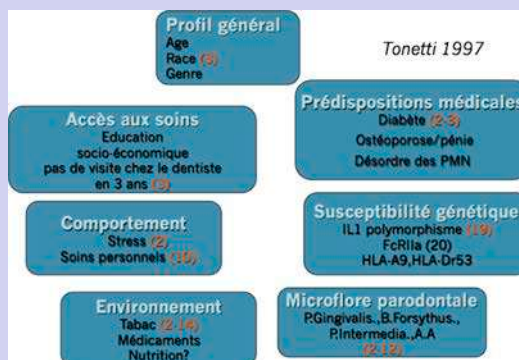 Profil général
Age
Race (3)
Genre
Tonetti 1997
Accès aux soins
Education
socio-économique
pas de visite chez le dentiste
en 3 ans (3)
Prédispositions médicales
Diabète (2-3)
Ostéoporose/pénie
Désordre des PMN
Comportement
Stress (2)
Soins personnels (10)
Susceptibilité génétique
IL1 polymorphisme (19)
FcRIIa (20)
HLA-A9,HLA-Dr53
Environnement
Tabac (2-14)
Médicaments
Nutrition?
Microflore parodontale
P.Gingivalis.,B.Forsythus.,
P.Intermedia.,A.A
(2-12)